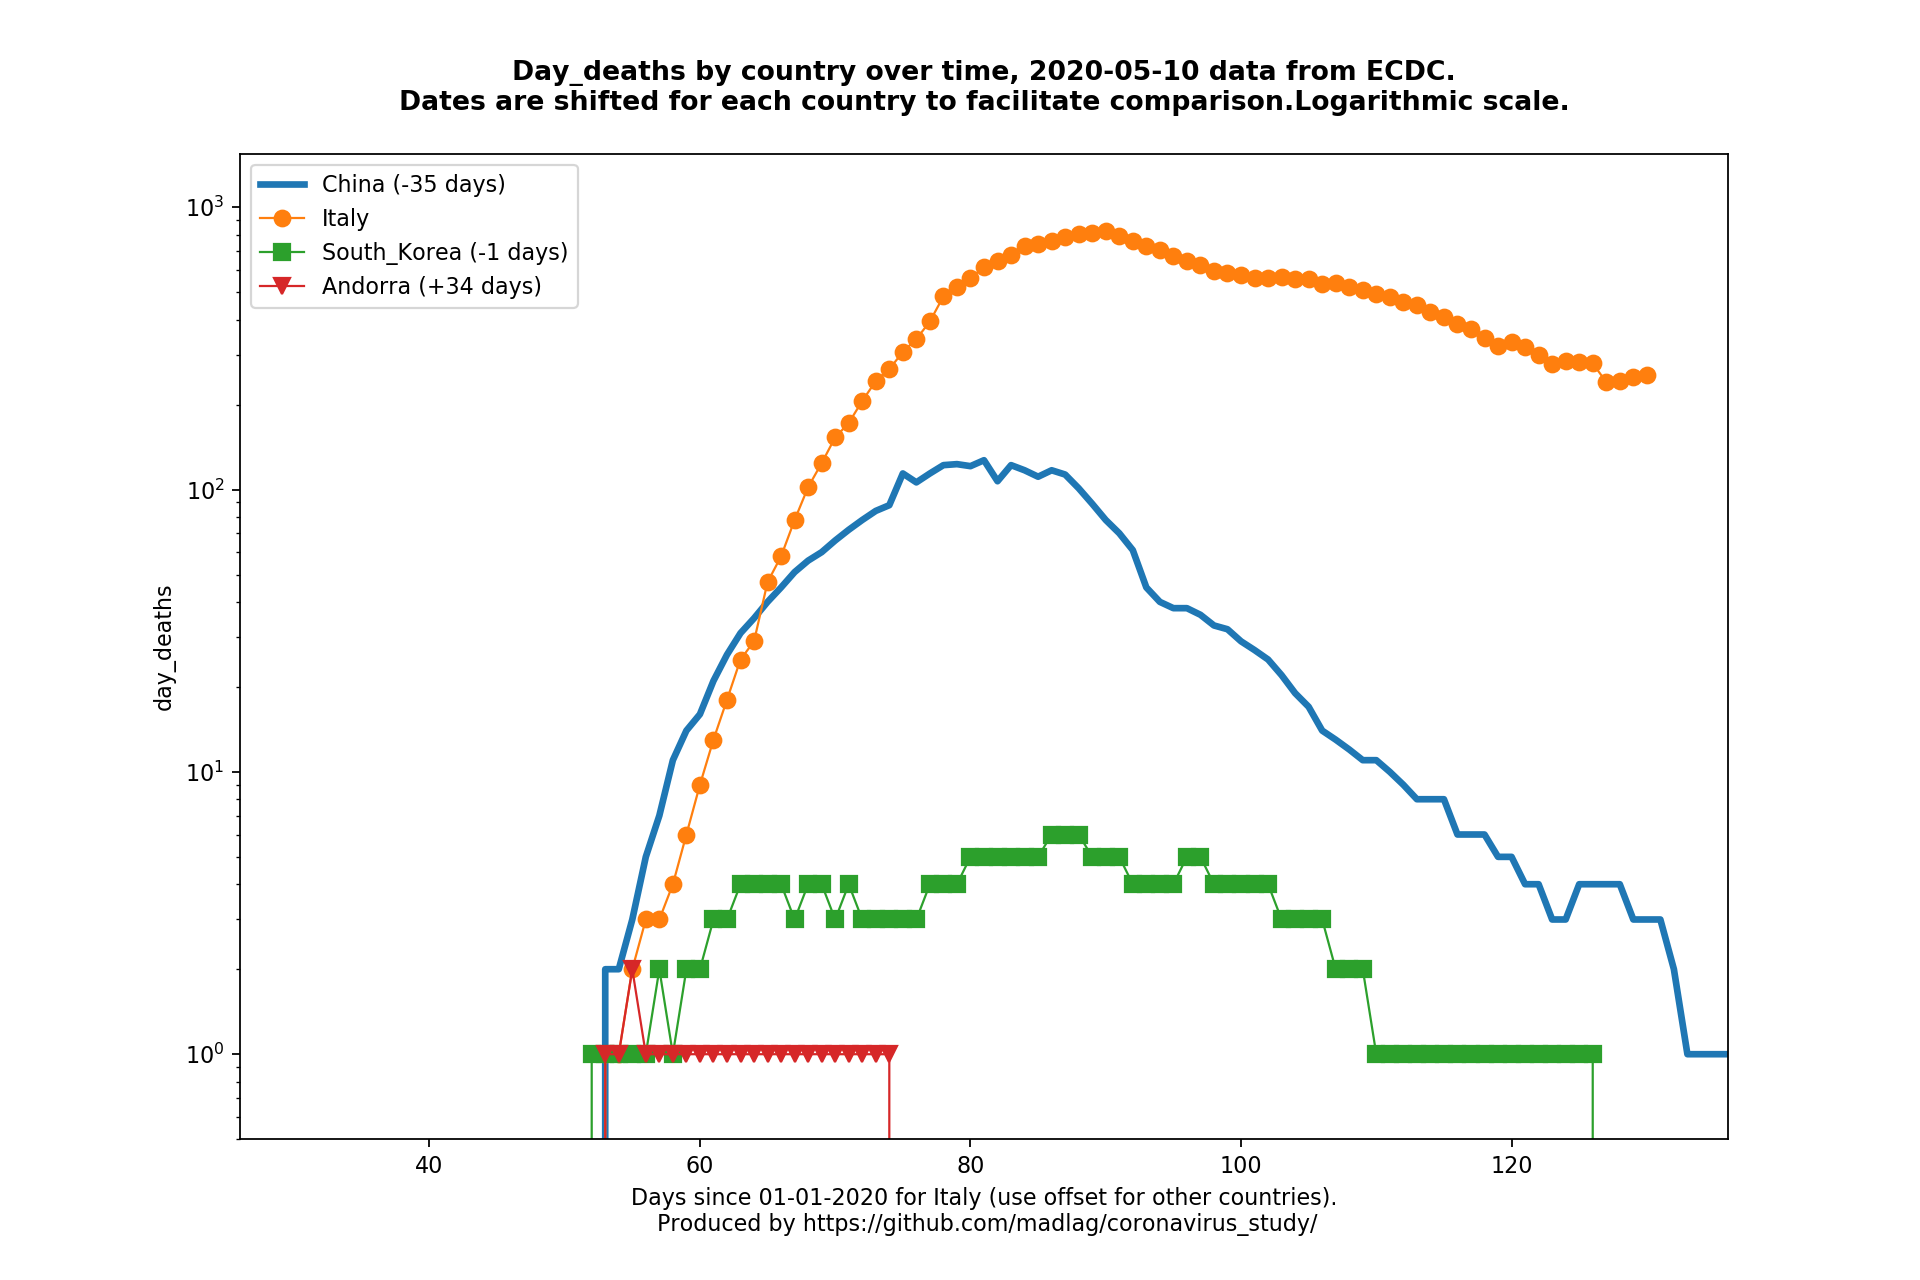 Day_deaths by country over time, 2020-05-10 data from ECDC.
Dates are shifted for each country to facilitate comparison.Logarithmic scale.
China (-35 days)
Italy
South_Korea (-1 days)
Andorra (+34 days)
10³
10²
10¹
10⁰
day_deaths
40 60 80 100 120
Days since 01-01-2020 for Italy (use offset for other countries).
Produced by https://github.com/madlag/coronavirus_study/